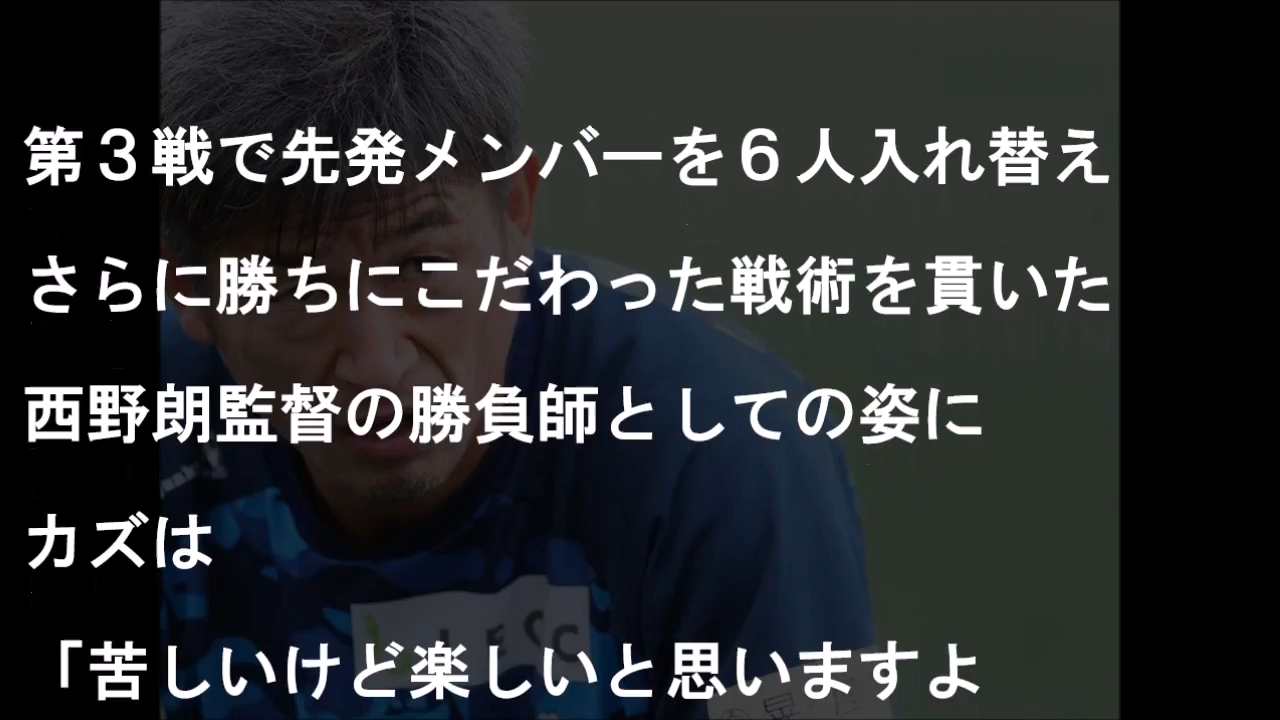 第３戦で先発メンバーを６人入れ替え
さらに勝ちにこだわった戦術を貫いた
西野朗監督の勝負師としての姿に
カズは
「苦しいけど楽しいと思いますよ